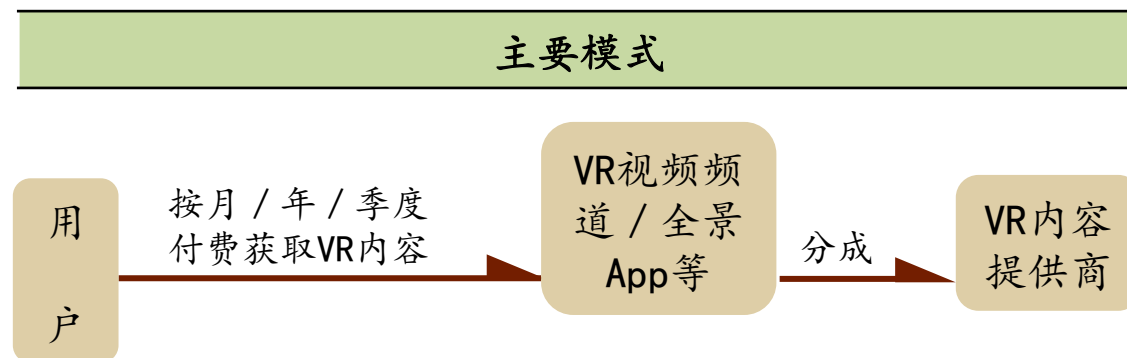 主要模式
用
户
按月／年／季度
付费获取VR内容
VR视频频
道／全景
App等
分成
VR内容
提供商